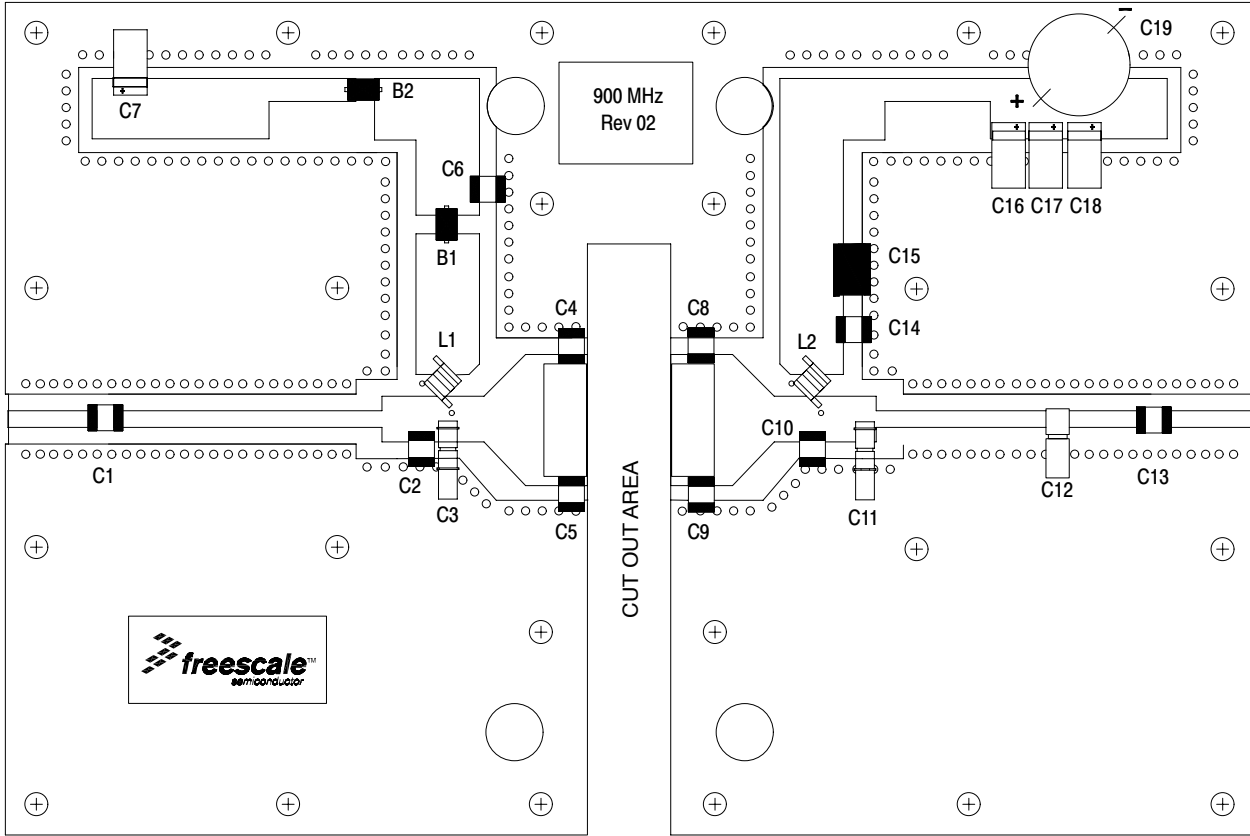 C19
C7
B2
900 MHz
Rev 02
+
−
C6
C16 C17 C18
B1
C15
C4
C8
C14
L1
L2
C1
C2
C3
C10
C5
C9
C11
C12
C13
CUT OUT AREA
freescale™
semiconductor